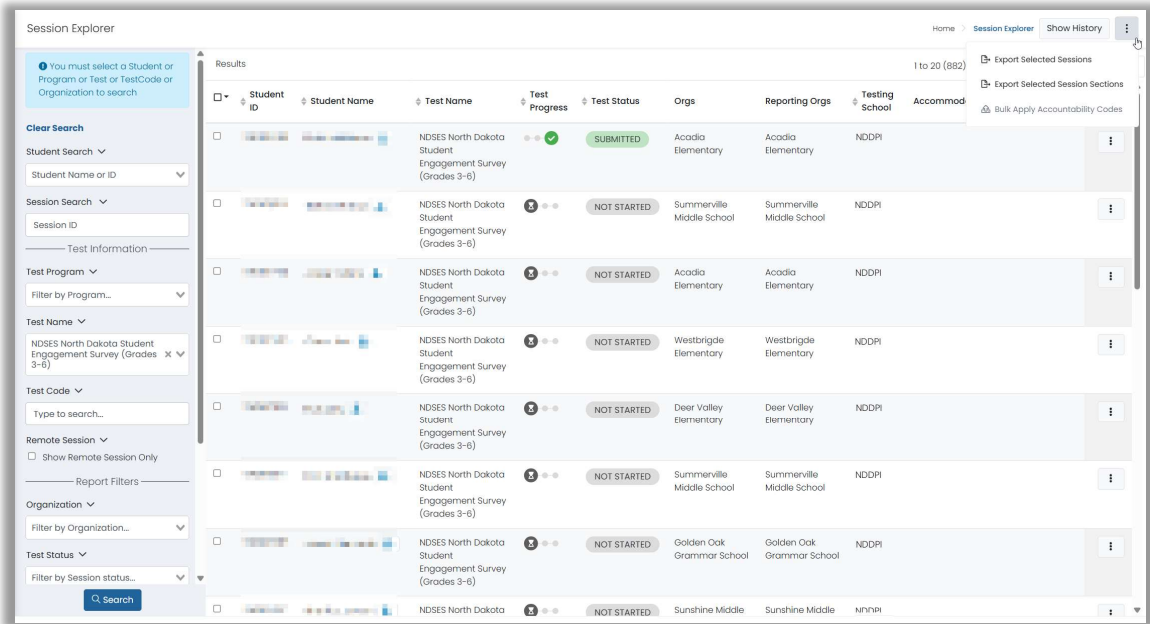 Session Explorer
Home > Session Explorer
Show History
Export Selected Sessions
Export Selected Session Sections
Bulk Apply Accountability Codes
You must select a Student or
Program or Test or TestCode or
Organization to search
Clear Search
Student Search
Student Name or ID
Session Search
Session ID
Test Information
Test Program
Filter by Program...
Test Name
NDSES North Dakota Student
Engagement Survey (Grades
3-6)
Test Code
Type to search...
Remote Session
Show Remote Session Only
Report Filters
Organization
Filter by Organization...
Test Status
Filter by Session status...
Search
Results
1 to 20 (882)
Student
ID
Student Name
Test Name
Test
Progress
Test Status
Orgs
Reporting Orgs
Testing
School
Accommod
NDSES North Dakota
Student
Engagement Survey
(Grades 3-6)
SUBMITTED
Acadia
Elementary
Acadia
Elementary
NDDPI
NDSES North Dakota
Student
Engagement Survey
(Grades 3-6)
NOT STARTED
Summerville
Middle School
Summerville
Middle School
NDDPI
NDSES North Dakota
Student
Engagement Survey
(Grades 3-6)
NOT STARTED
Acadia
Elementary
Acadia
Elementary
NDDPI
NDSES North Dakota
Student
Engagement Survey
(Grades 3-6)
NOT STARTED
Westbrigde
Elementary
Westbrigde
Elementary
NDDPI
NDSES North Dakota
Student
Engagement Survey
(Grades 3-6)
NOT STARTED
Deer Valley
Elementary
Deer Valley
Elementary
NDDPI
NDSES North Dakota
Student
Engagement Survey
(Grades 3-6)
NOT STARTED
Summerville
Middle School
Summerville
Middle School
NDDPI
NDSES North Dakota
Student
Engagement Survey
(Grades 3-6)
NOT STARTED
Golden Oak
Grammar School
Golden Oak
Grammar School
NDDPI
NDSES North Dakota
NOT STARTED
Sunshine Middle
Sunshine Middle
NDDPI